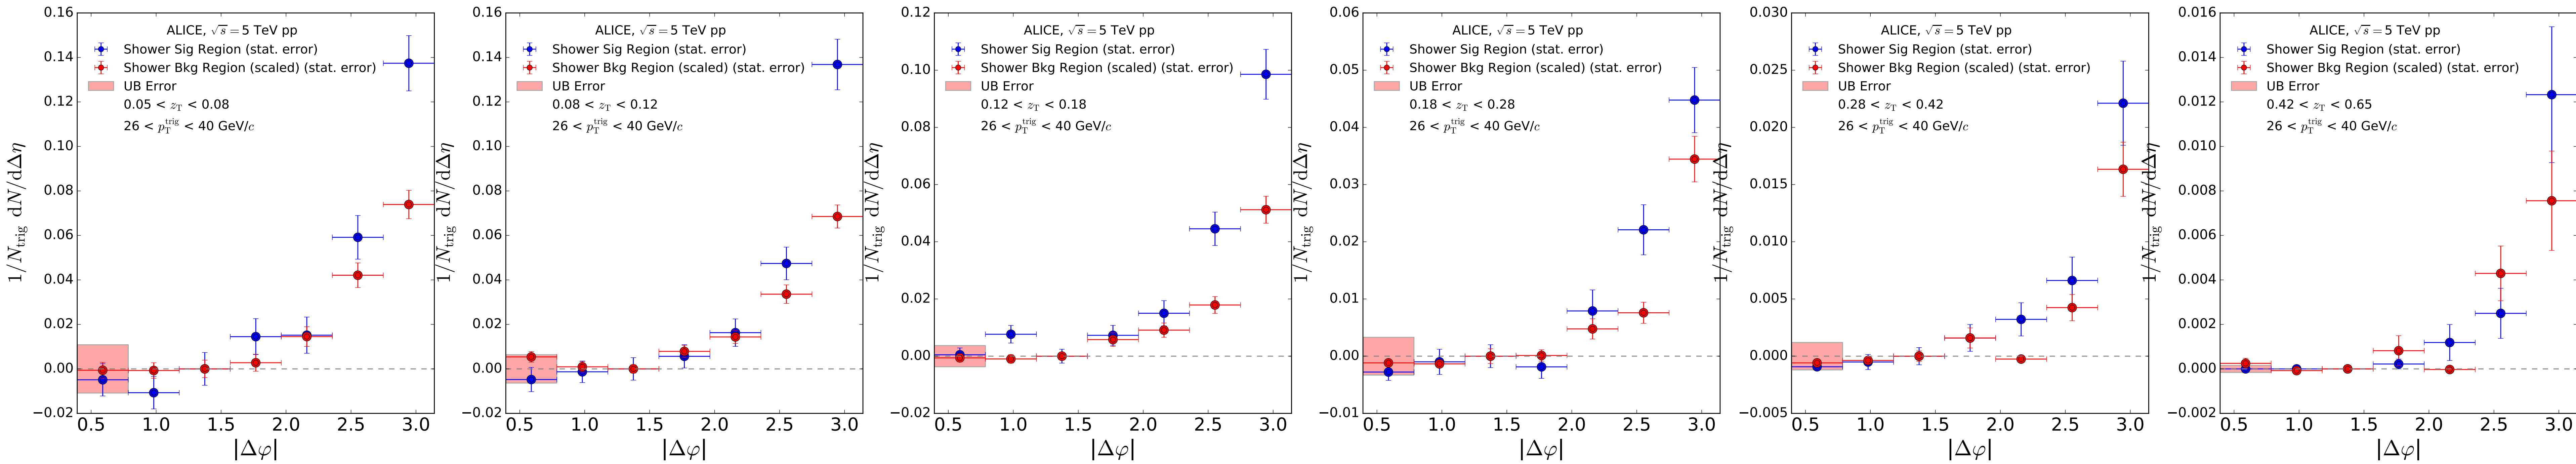 ALICE, √s = 5 TeV pp
Shower Sig Region (stat. error)
Shower Bkg Region (scaled) (stat. error)
UB Error
0.05 < z_T < 0.08
26 < p_T^trig < 40 GeV/c
1/N_trig dN/dΔη
0.16
0.14
0.12
0.10
0.08
0.06
0.04
0.02
0.00
−0.02
0.5
1.0
1.5
2.0
2.5
3.0
|Δφ|
ALICE, √s = 5 TeV pp
Shower Sig Region (stat. error)
Shower Bkg Region (scaled) (stat. error)
UB Error
0.08 < z_T < 0.12
26 < p_T^trig < 40 GeV/c
1/N_trig dN/dΔη
0.16
0.14
0.12
0.10
0.08
0.06
0.04
0.02
0.00
−0.02
0.5
1.0
1.5
2.0
2.5
3.0
|Δφ|
ALICE, √s = 5 TeV pp
Shower Sig Region (stat. error)
Shower Bkg Region (scaled) (stat. error)
UB Error
0.12 < z_T < 0.18
26 < p_T^trig < 40 GeV/c
1/N_trig dN/dΔη
0.12
0.10
0.08
0.06
0.04
0.02
0.00
−0.02
0.5
1.0
1.5
2.0
2.5
3.0
|Δφ|
ALICE, √s = 5 TeV pp
Shower Sig Region (stat. error)
Shower Bkg Region (scaled) (stat. error)
UB Error
0.18 < z_T < 0.28
26 < p_T^trig < 40 GeV/c
1/N_trig dN/dΔη
0.06
0.05
0.04
0.03
0.02
0.01
0.00
−0.01
0.5
1.0
1.5
2.0
2.5
3.0
|Δφ|
ALICE, √s = 5 TeV pp
Shower Sig Region (stat. error)
Shower Bkg Region (scaled) (stat. error)
UB Error
0.28 < z_T < 0.42
26 < p_T^trig < 40 GeV/c
1/N_trig dN/dΔη
0.030
0.025
0.020
0.015
0.010
0.005
0.000
−0.005
0.5
1.0
1.5
2.0
2.5
3.0
|Δφ|
ALICE, √s = 5 TeV pp
Shower Sig Region (stat. error)
Shower Bkg Region (scaled) (stat. error)
UB Error
0.42 < z_T < 0.65
26 < p_T^trig < 40 GeV/c
1/N_trig dN/dΔη
0.016
0.014
0.012
0.010
0.008
0.006
0.004
0.002
0.000
−0.002
0.5
1.0
1.5
2.0
2.5
3.0
|Δφ|